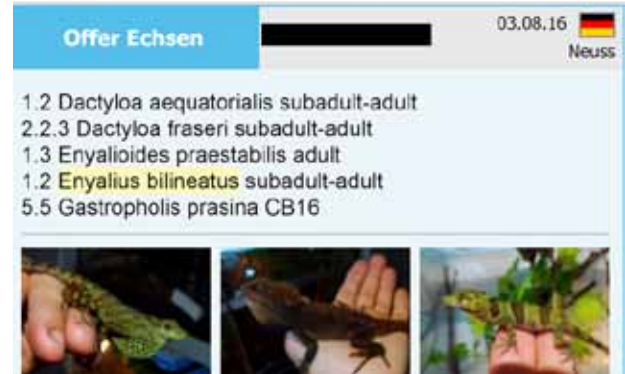 Offer Echsen
03.08.16
Neuss
1.2 Dactyloa aequatorialis subadult-adult
2.2.3 Dactyloa fraseri subadult-adult
1.3 Enyalioides praestabilis adult
1.2 Enyalius bilineatus subadult-adult
5.5 Gastropholis prasina CB16